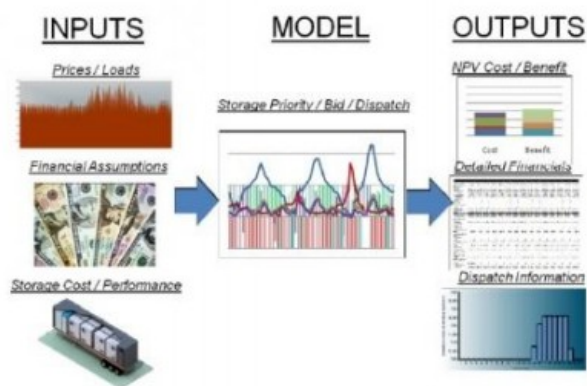 INPUTS
MODEL
OUTPUTS
Prices / Loads
Storage Priority / Bid / Dispatch
NPV Cost / Benefit
Cost
Benefit
Financial Assumptions
Detailed Financials
Storage Cost / Performance
Dispatch Information